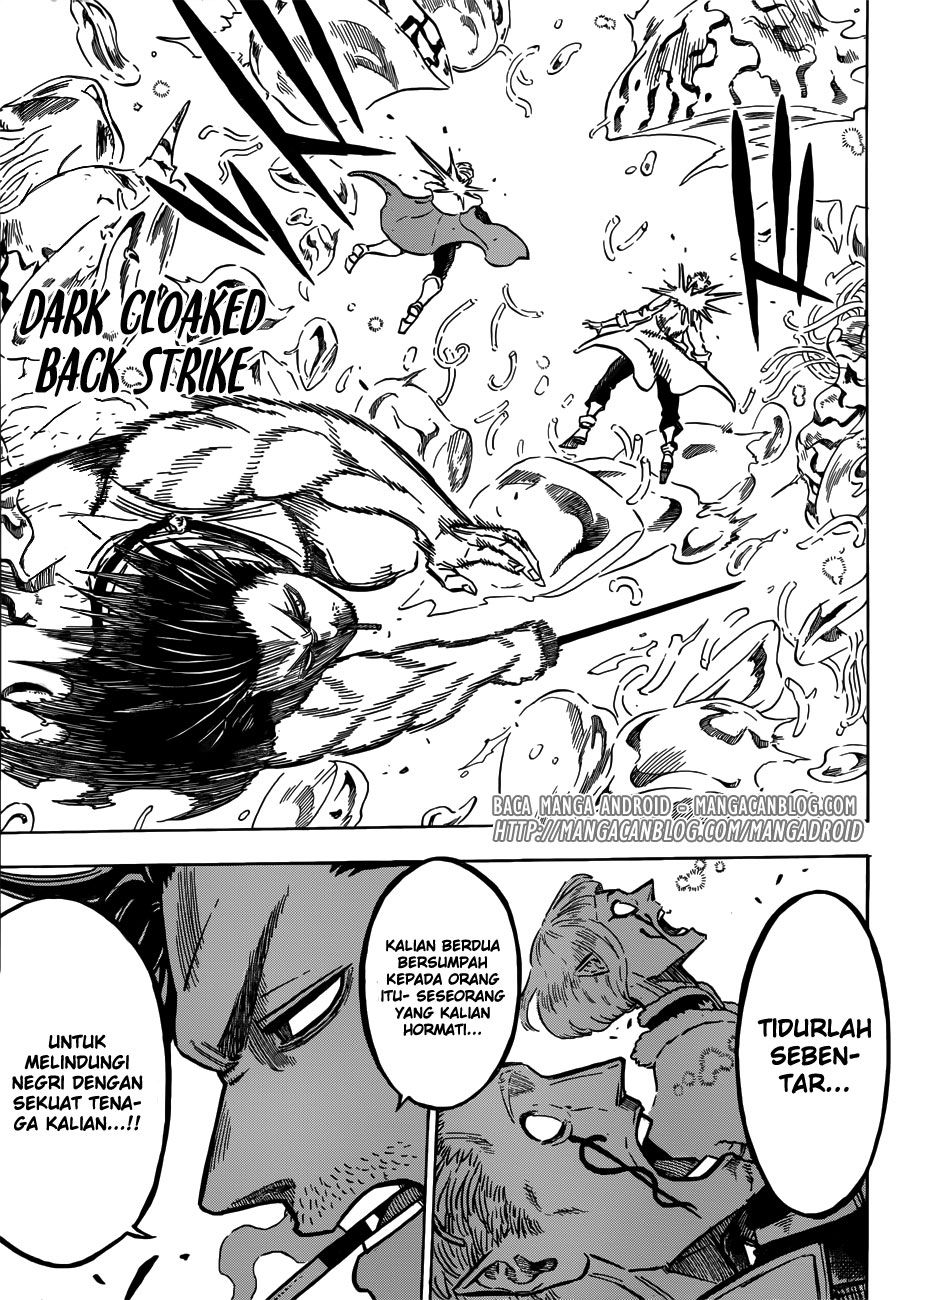 DARK CLOAKED
BACK STRIKE
BACA MANGA ANDROID - MANGACANBLOG.COM
HTTP://MANGACANBLOG.COM/MANGADROID
TIDURLAH
SEBEN-
TAR...
KALIAN BERDUA
BERSUMPAH
KEPADA ORANG
ITU- SESEORANG
YANG KALIAN
HORMATI...
UNTUK
MELINDUNGI
NEGRI DENGAN
SEKUAT TENA-
GA KALIAN...!!